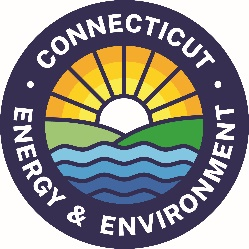 · CONNECTICUT ·
ENERGY & ENVIRONMENT